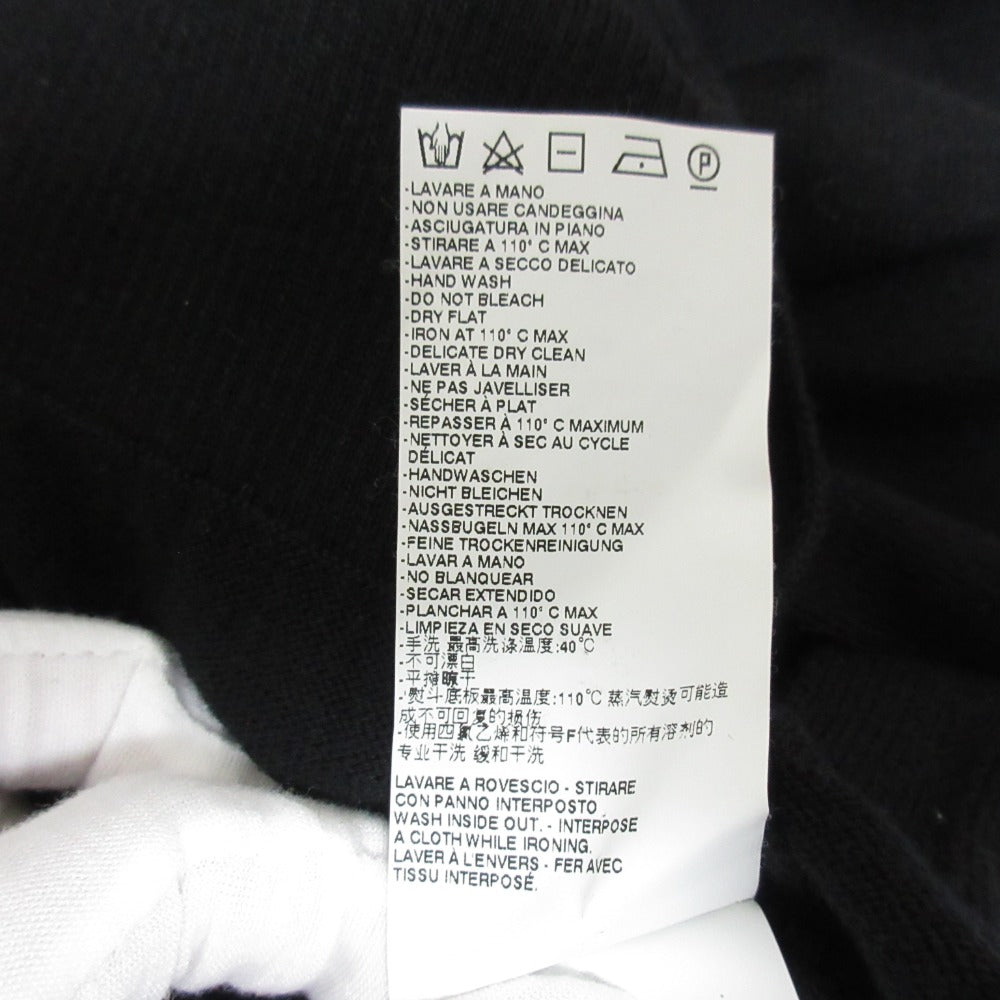 P
-LAVARE A MANO
-NON USARE CANDEGGINA
-ASCIUGATURA IN PIANO
-STIRARE A 110° C MAX
-LAVARE A SECCO DELICATO
-HAND WASH
-DO NOT BLEACH
-DRY FLAT
-IRON AT 110° C MAX
-DELICATE DRY CLEAN
-LAVER À LA MAIN
-NE PAS JAVELLISER
-SÉCHER À PLAT
-REPASSER À 110° C MAXIMUM
-NETTOYER À SEC AU CYCLE
DÉLICAT
-HANDWASCHEN
-NICHT BLEICHEN
-AUSGESTRECKT TROCKNEN
-NASSBUGELN MAX 110° C MAX
-FEINE TROCKENREINIGUNG
-LAVAR A MANO
-NO BLANQUEAR
-SECAR EXTENDIDO
-PLANCHAR A 110° C MAX
-LIMPIEZA EN SECO SUAVE
-手洗 最高洗涤温度:40℃
-不可漂白
-平摊晾干
-熨斗底板最高温度:110℃ 蒸汽熨烫可能造
成不可回复的损伤
-使用四氯乙烯和符号F代表的所有溶剂的
专业干洗 缓和干洗
LAVARE A ROVESCIO - STIRARE
CON PANNO INTERPOSTO
WASH INSIDE OUT. - INTERPOSE
A CLOTH WHILE IRONING.
LAVER À L'ENVERS - FER AVEC
TISSU INTERPOSÉ.